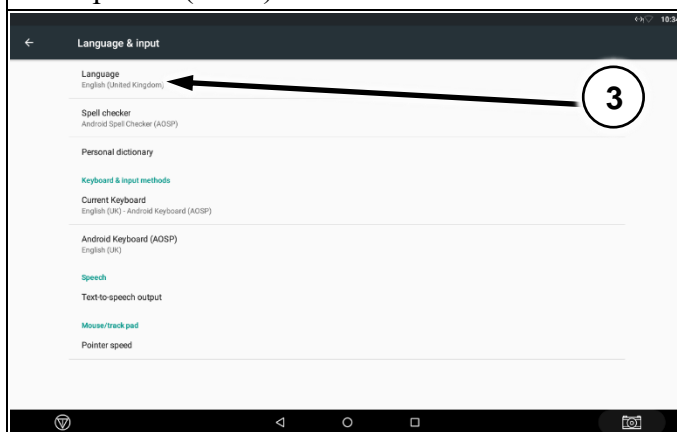 10:34
Language & input
Language
English (United Kingdom)
3
Spell checker
Android Spell Checker (AOSP)
Personal dictionary
Keyboard & input methods
Current Keyboard
English (UK) - Android Keyboard (AOSP)
Android Keyboard (AOSP)
English (UK)
Speech
Text-to-speech output
Mouse/track pad
Pointer speed